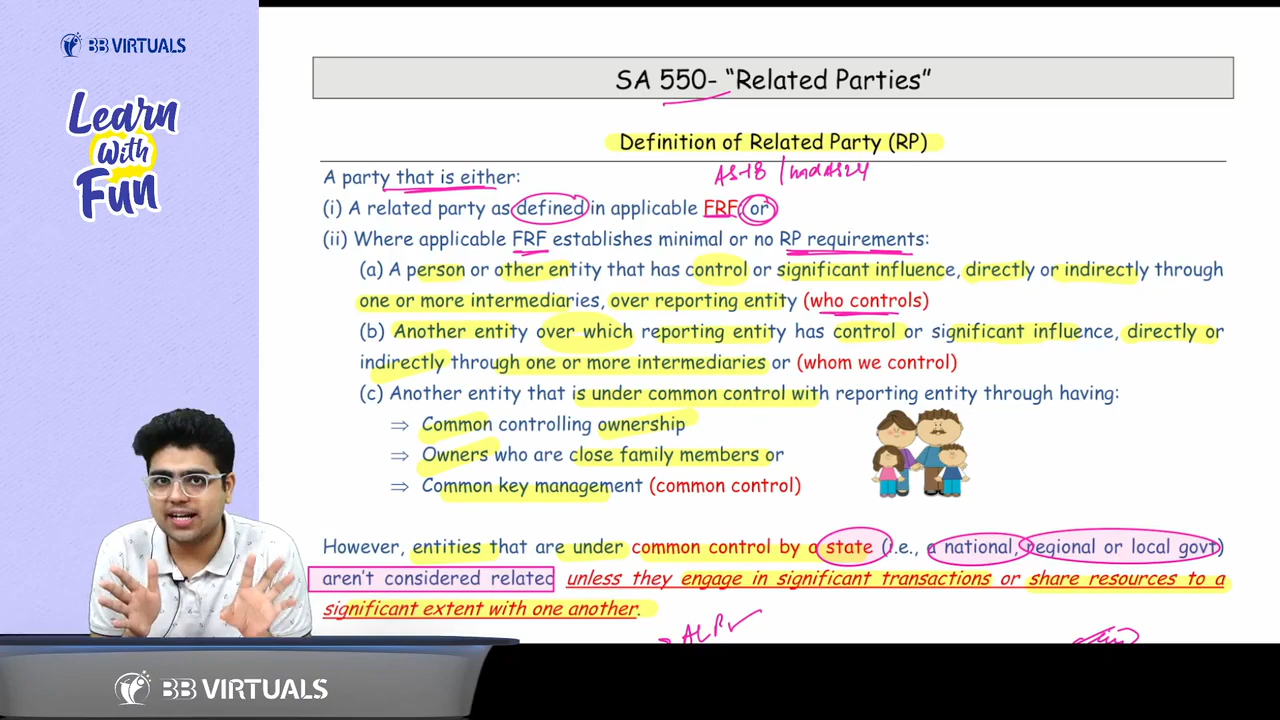 BB VIRTUALS
Learn
With
Fun
SA 550- “Related Parties”
Definition of Related Party (RP)
AS-18 / Ind AS 24
A party that is either:
(i) A related party as defined in applicable FRF or
(ii) Where applicable FRF establishes minimal or no RP requirements:
(a) A person or other entity that has control or significant influence, directly or indirectly through
one or more intermediaries, over reporting entity (who controls)
(b) Another entity over which reporting entity has control or significant influence, directly or
indirectly through one or more intermediaries or (whom we control)
(c) Another entity that is under common control with reporting entity through having:
⇒ Common controlling ownership
⇒ Owners who are close family members or
⇒ Common key management (common control)
However, entities that are under common control by a state (i.e., a national, regional or local govt)
aren’t considered related unless they engage in significant transactions or share resources to a
significant extent with one another.
ALP
BB VIRTUALS